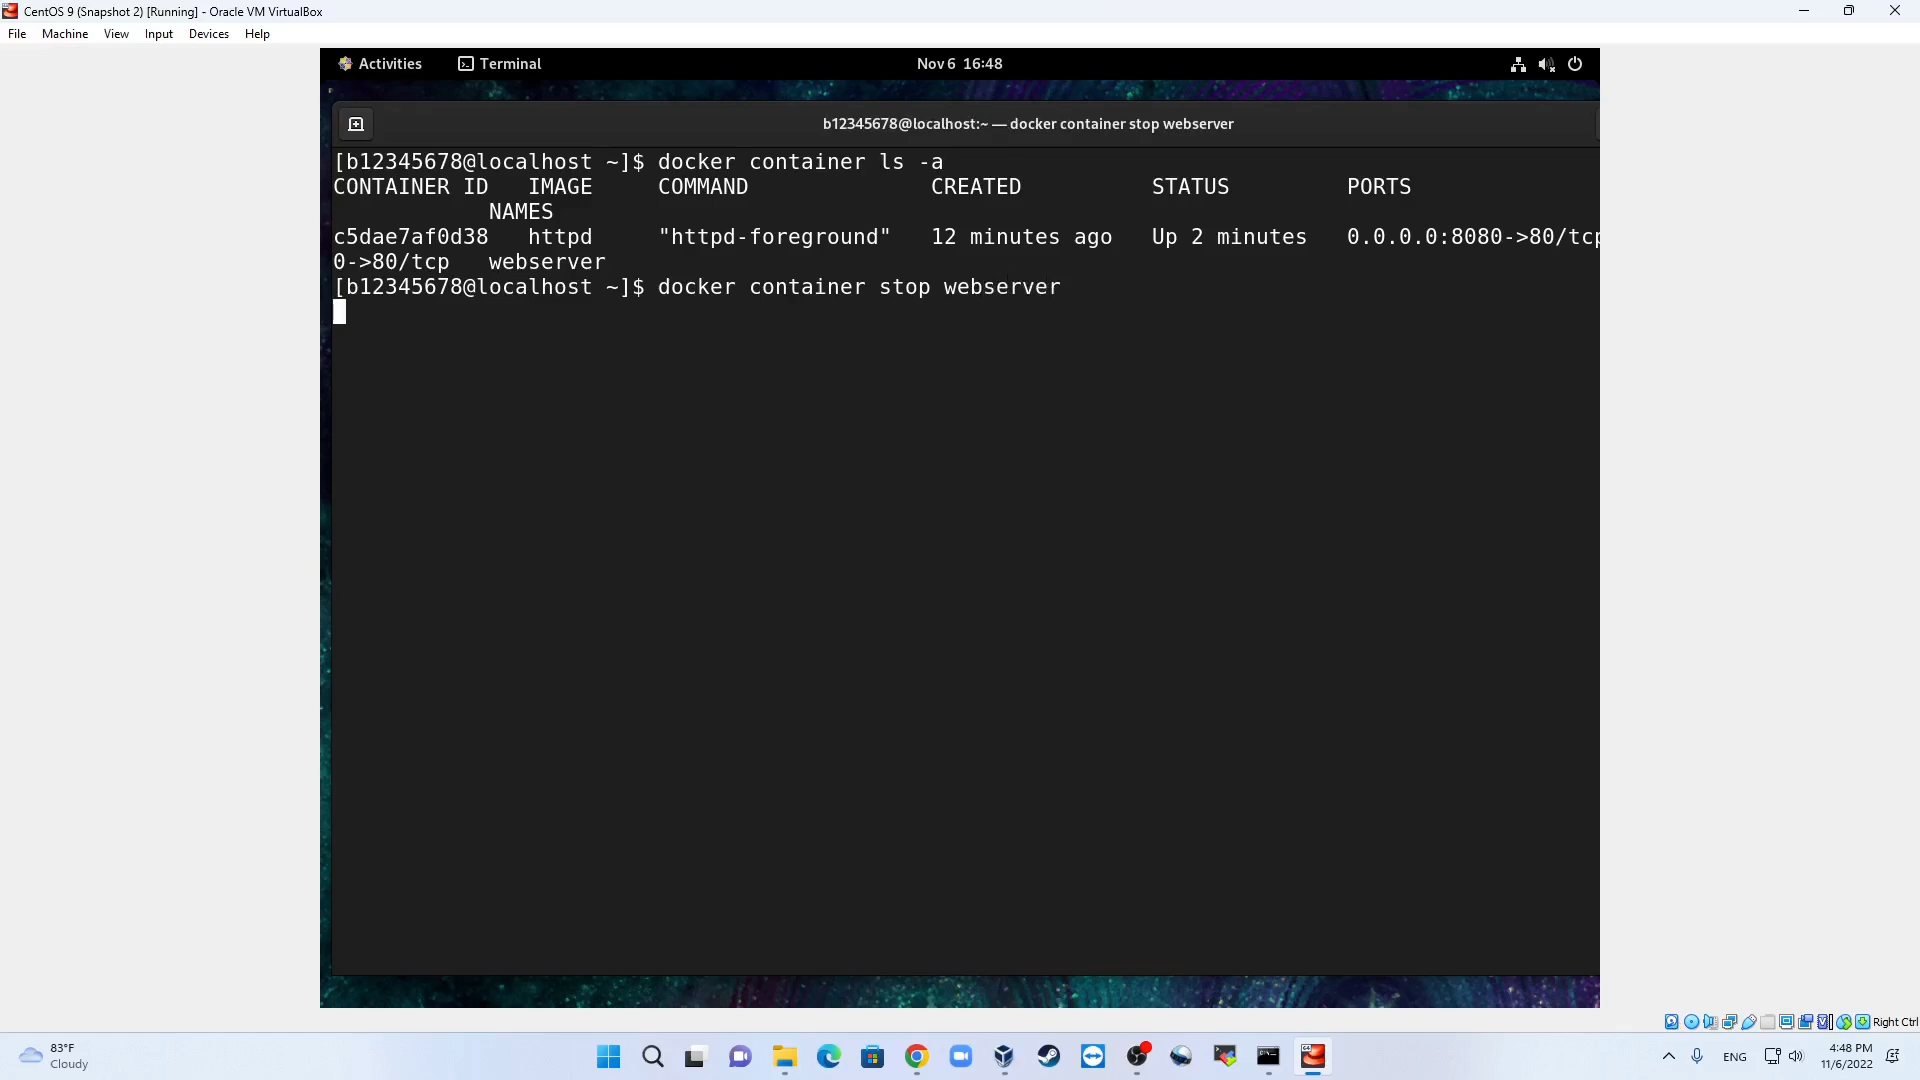 CentOS 9 (Snapshot 2) [Running] - Oracle VM VirtualBox
File Machine View Input Devices Help
Activities Terminal Nov 6 16:48
b12345678@localhost:~ — docker container stop webserver
[b12345678@localhost ~]$ docker container ls -a
CONTAINER ID IMAGE COMMAND CREATED STATUS PORTS
NAMES
c5dae7af0d38 httpd "httpd-foreground" 12 minutes ago Up 2 minutes 0.0.0.0:8080->80/tcp
0->80/tcp webserver
[b12345678@localhost ~]$ docker container stop webserver
Right Ctrl
83°F
Cloudy
ENG
4:48 PM
11/6/2022